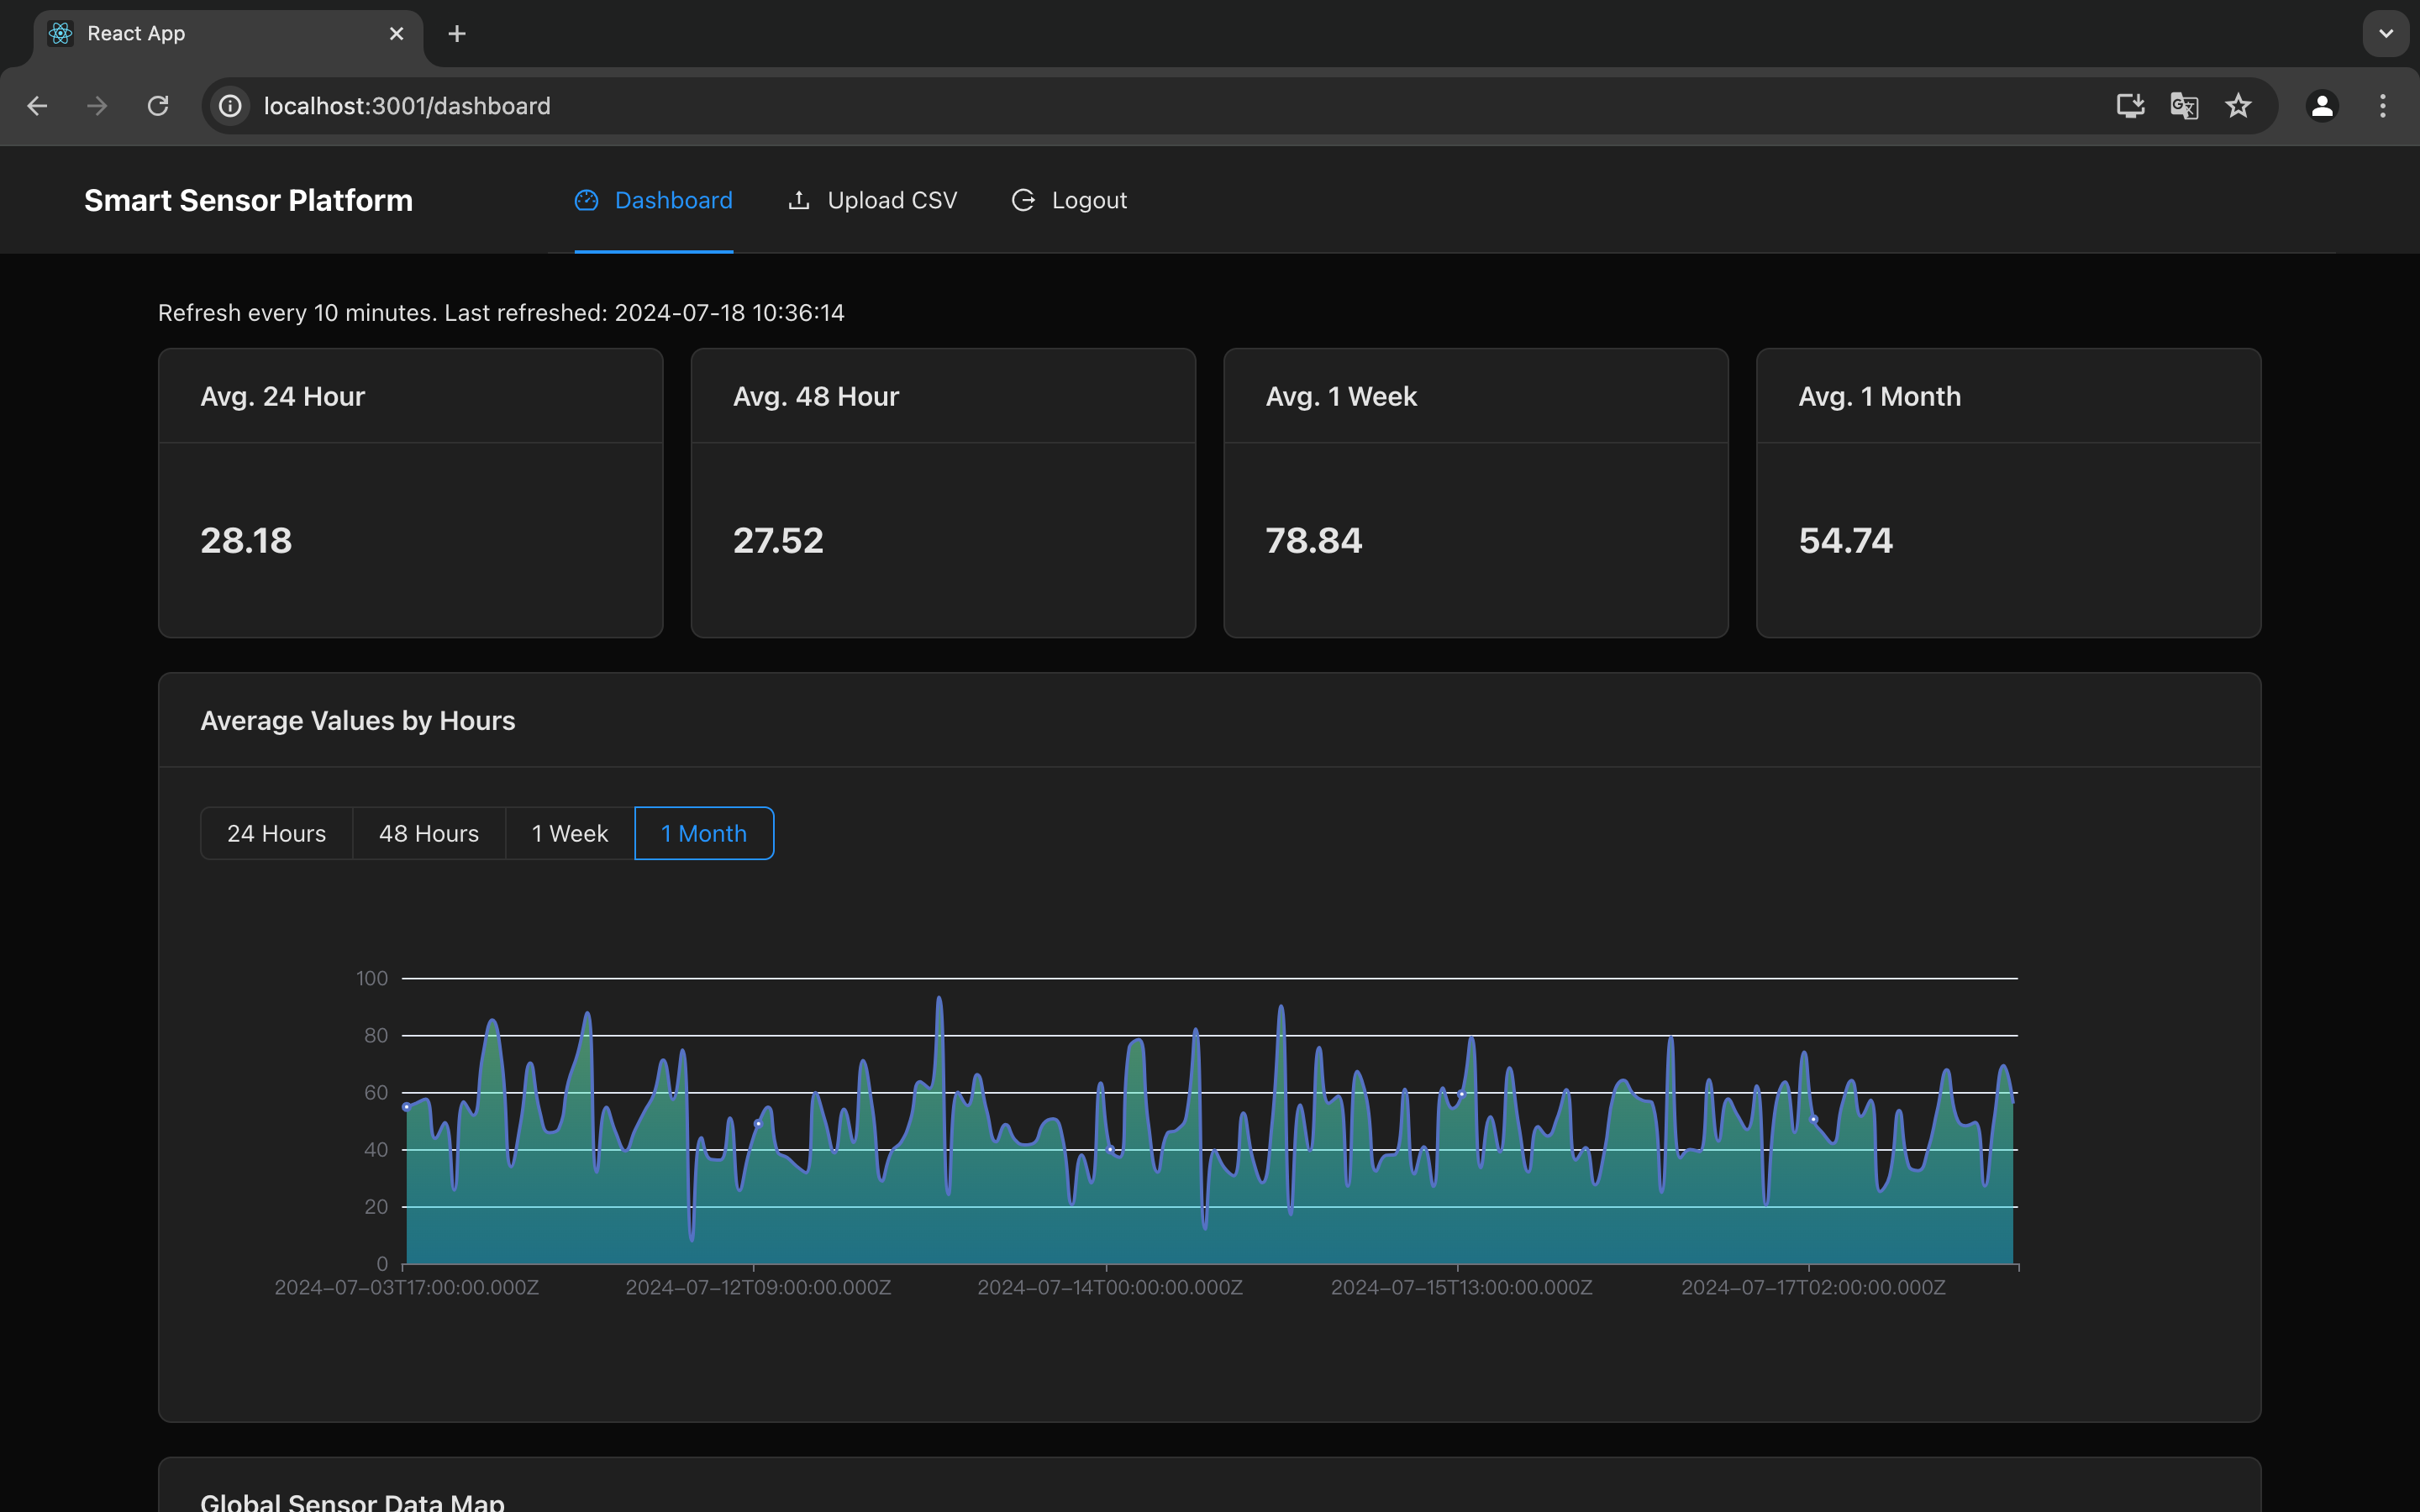 React App
localhost:3001/dashboard
Smart Sensor Platform
Dashboard
Upload CSV
Logout
Refresh every 10 minutes. Last refreshed: 2024-07-18 10:36:14
Avg. 24 Hour
Avg. 48 Hour
Avg. 1 Week
Avg. 1 Month
28.18
27.52
78.84
54.74
Average Values by Hours
24 Hours
48 Hours
1 Week
1 Month
100
80
60
40
20
0
2024-07-03T17:00:00.000Z
2024-07-12T09:00:00.000Z
2024-07-14T00:00:00.000Z
2024-07-15T13:00:00.000Z
2024-07-17T02:00:00.000Z
Global Sensor Data Map